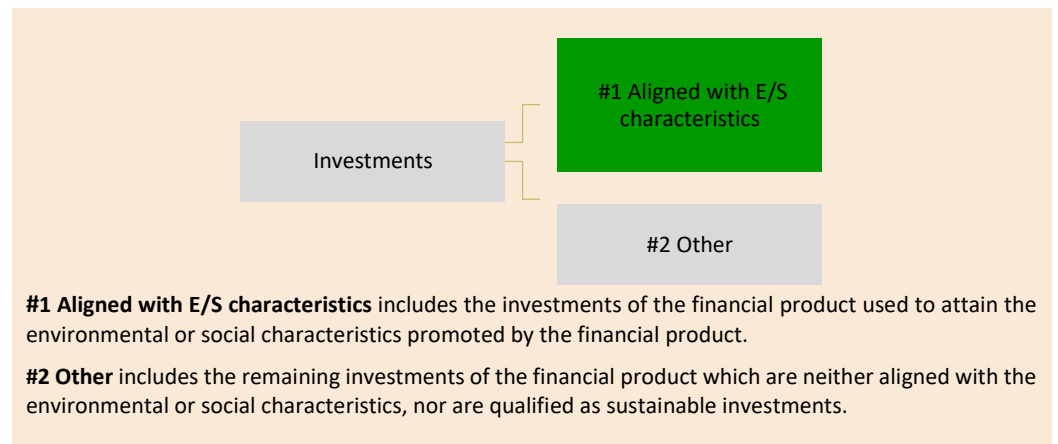 #1 Aligned with E/S
characteristics
Investments
#2 Other
#1 Aligned with E/S characteristics includes the investments of the financial product used to attain the
environmental or social characteristics promoted by the financial product.
#2 Other includes the remaining investments of the financial product which are neither aligned with the
environmental or social characteristics, nor are qualified as sustainable investments.